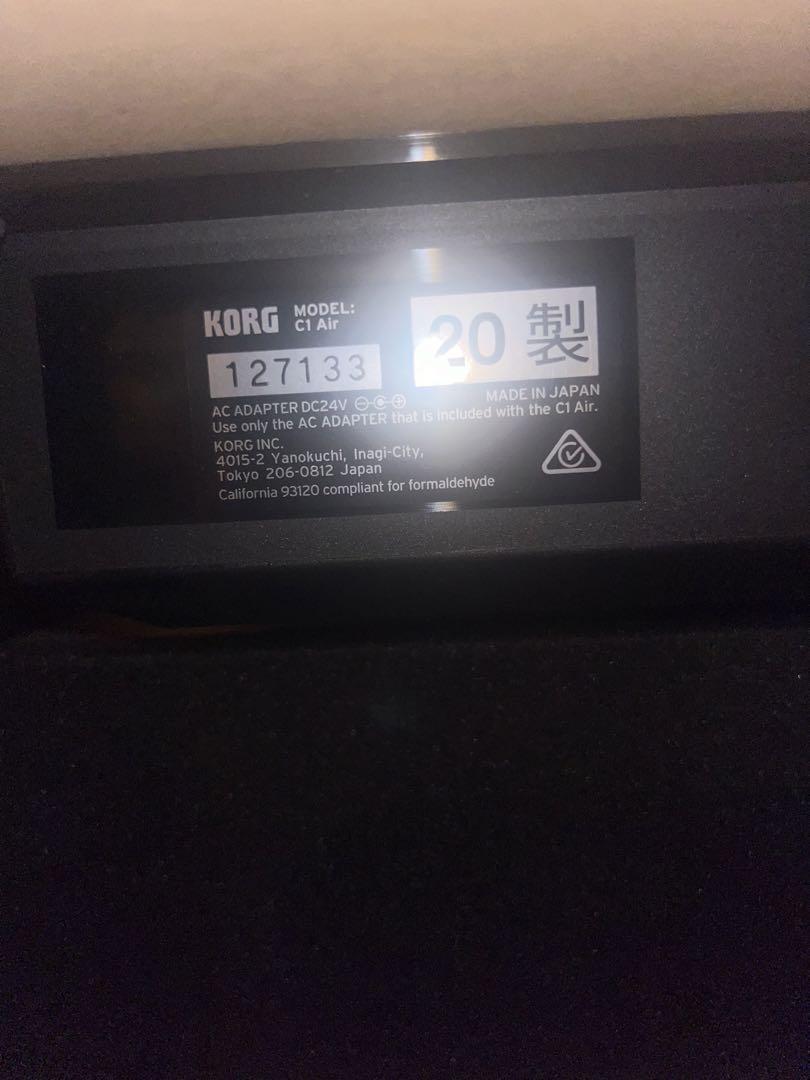 KORG MODEL:
C1 Air
127133
20 製
AC ADAPTER DC24V
MADE IN JAPAN
Use only the AC ADAPTER that is included with the C1 Air.
KORG INC.
4015-2 Yanokuchi, Inagi-City,
Tokyo 206-0812 Japan
California 93120 compliant for formaldehyde